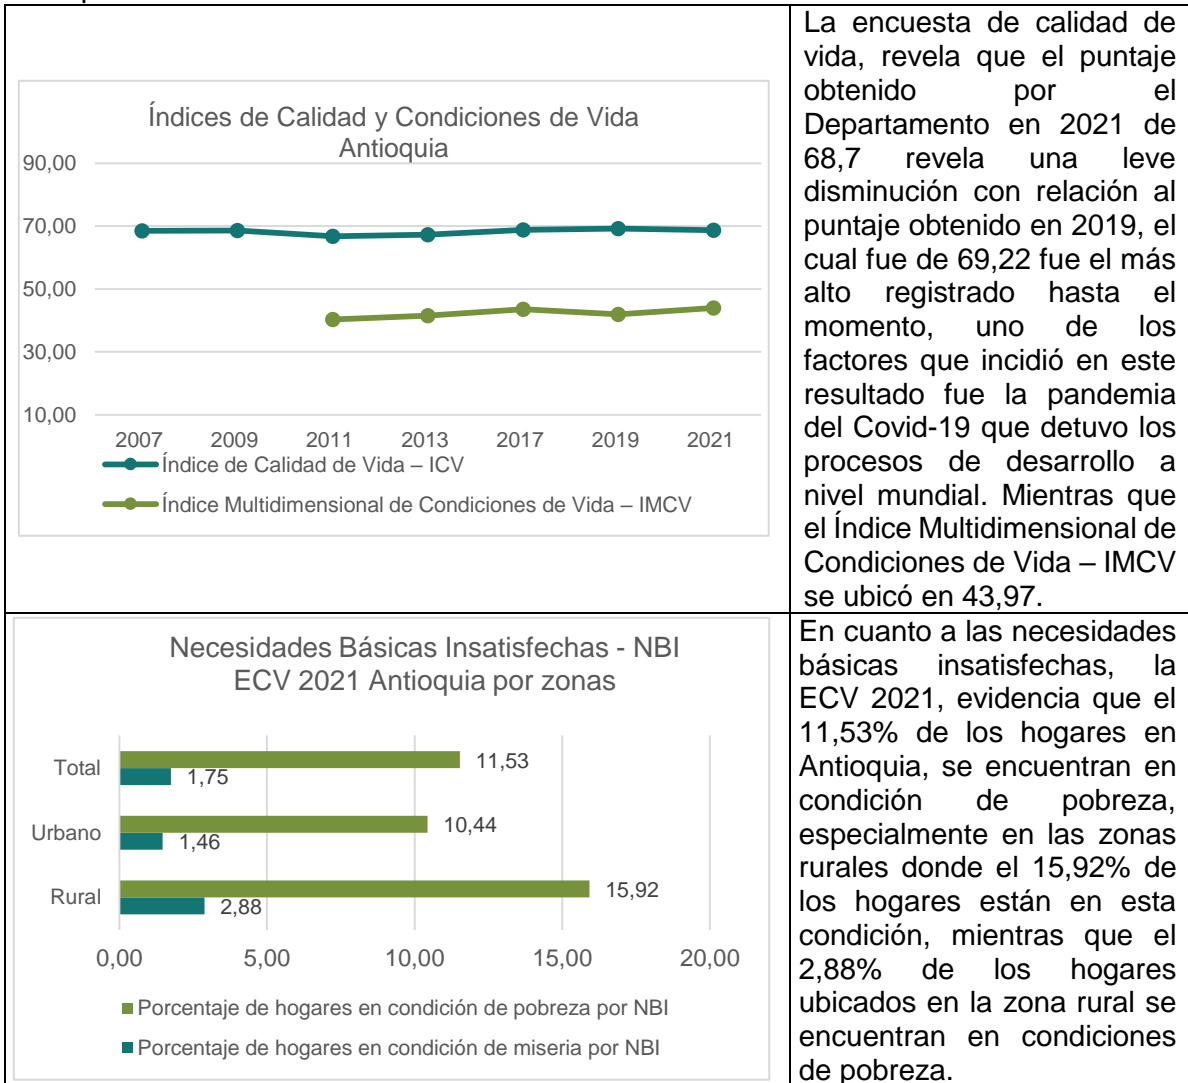 Índices de Calidad y Condiciones de Vida
Antioquia
90,00
70,00
50,00
30,00
10,00
2007 2009 2011 2013 2017 2019 2021
Índice de Calidad de Vida – ICV
Índice Multidimensional de Condiciones de Vida – IMCV
La encuesta de calidad de
vida, revela que el puntaje
obtenido por el
Departamento en 2021 de
68,7 revela una leve
disminución con relación al
puntaje obtenido en 2019, el
cual fue de 69,22 fue el más
alto registrado hasta el
momento, uno de los
factores que incidió en este
resultado fue la pandemia
del Covid-19 que detuvo los
procesos de desarrollo a
nivel mundial. Mientras que
el Índice Multidimensional de
Condiciones de Vida – IMCV
se ubicó en 43,97.
Necesidades Básicas Insatisfechas - NBI
ECV 2021 Antioquia por zonas
Total
11,53
1,75
Urbano
10,44
1,46
Rural
15,92
2,88
0,00 5,00 10,00 15,00 20,00
Porcentaje de hogares en condición de pobreza por NBI
Porcentaje de hogares en condición de miseria por NBI
En cuanto a las necesidades
básicas insatisfechas, la
ECV 2021, evidencia que el
11,53% de los hogares en
Antioquia, se encuentran en
condición de pobreza,
especialmente en las zonas
rurales donde el 15,92% de
los hogares están en esta
condición, mientras que el
2,88% de los hogares
ubicados en la zona rural se
encuentran en condiciones
de pobreza.